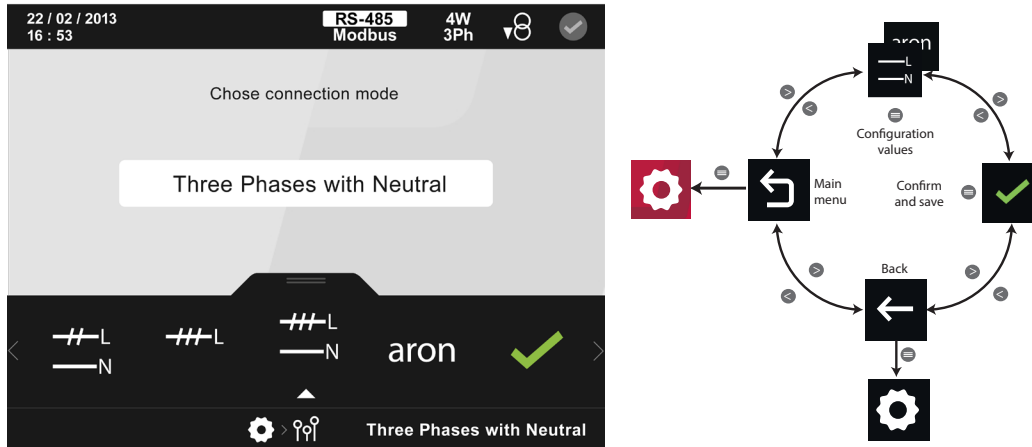 22 / 02 / 2013
16 : 53
RS-485
Modbus
4W
3Ph
Chose connection mode
Three Phases with Neutral
L
N
L
L
N
aron
Three Phases with Neutral
aron
L
N
Configuration
values
Main
menu
Confirm
and save
Back